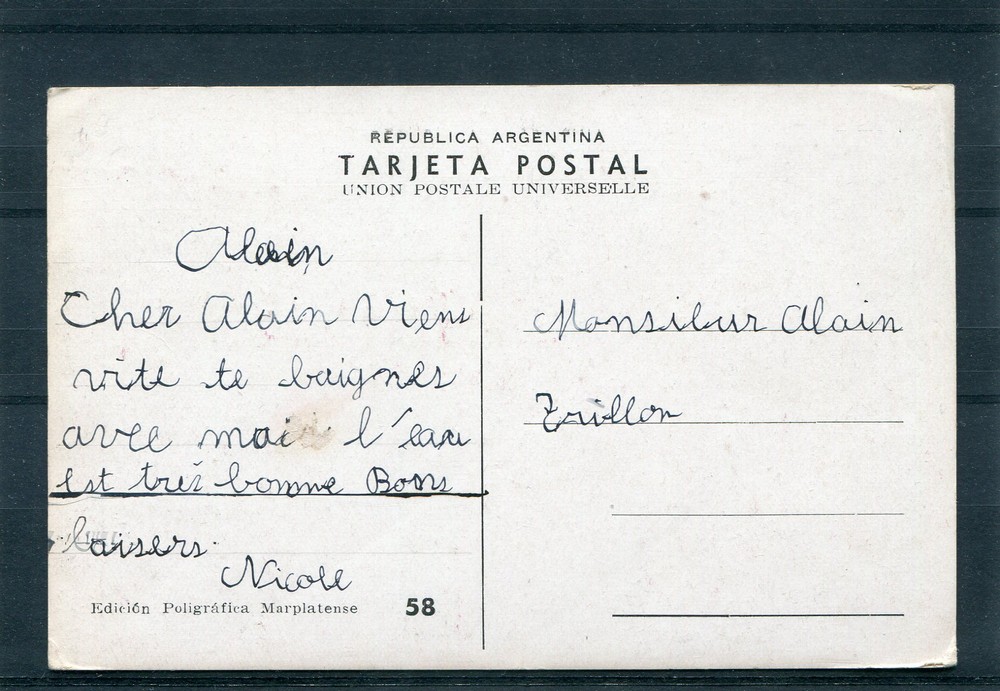 REPUBLICA ARGENTINA
TARJETA POSTAL
UNION POSTALE UNIVERSELLE
Alain
Cher Alain Viens
vite te baignes
avec moi l'eau
est très bonne Bons
baisers.
Nicole
Edición Poligráfica Marplatense 58
Monsieur Alain